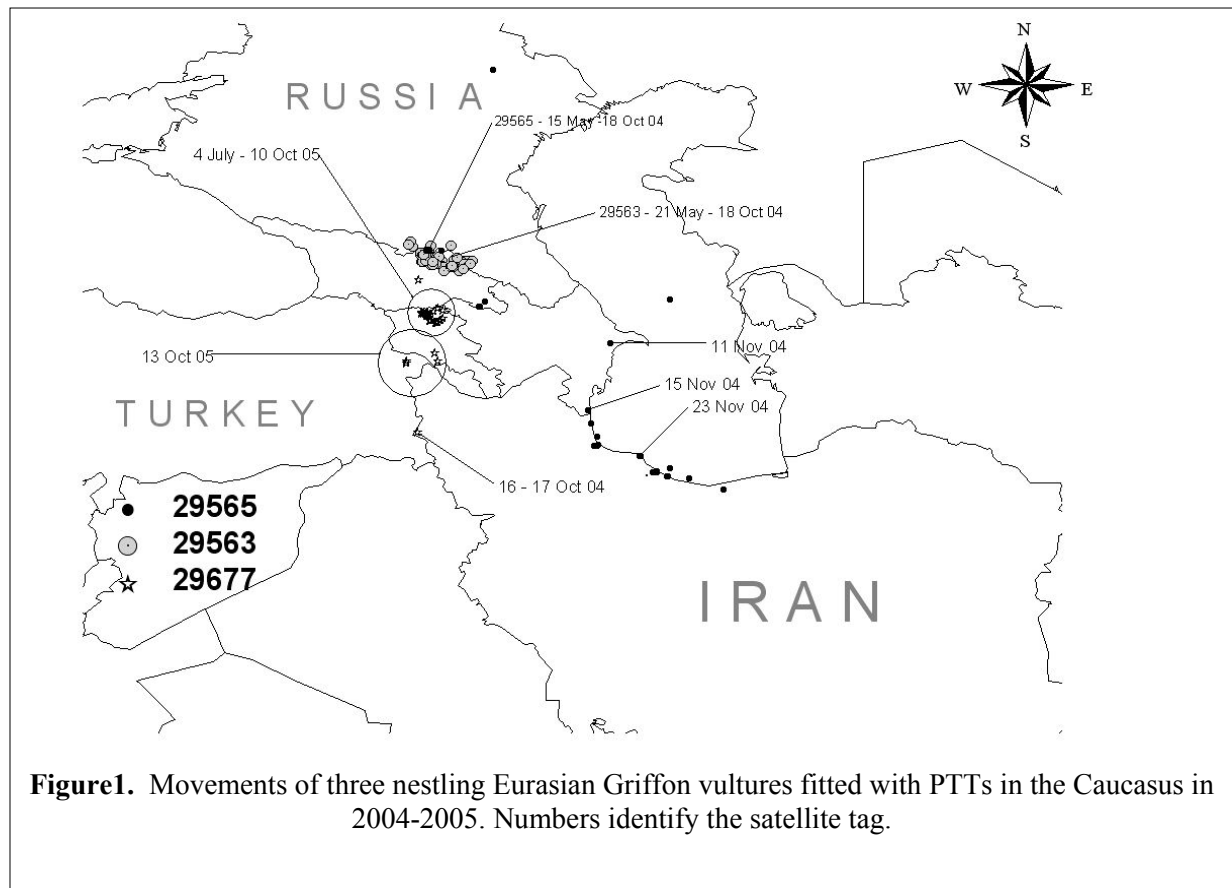 N
W E
S
RUSSIA
29565 - 15 May -18 Oct 04
4 July - 10 Oct 05
29563 - 21 May - 18 Oct 04
13 Oct 05
11 Nov 04
15 Nov 04
23 Nov 04
TURKEY
16 - 17 Oct 04
29565
29563
29677
IRAN
Figure1. Movements of three nestling Eurasian Griffon vultures fitted with PTTs in the Caucasus in
2004-2005. Numbers identify the satellite tag.